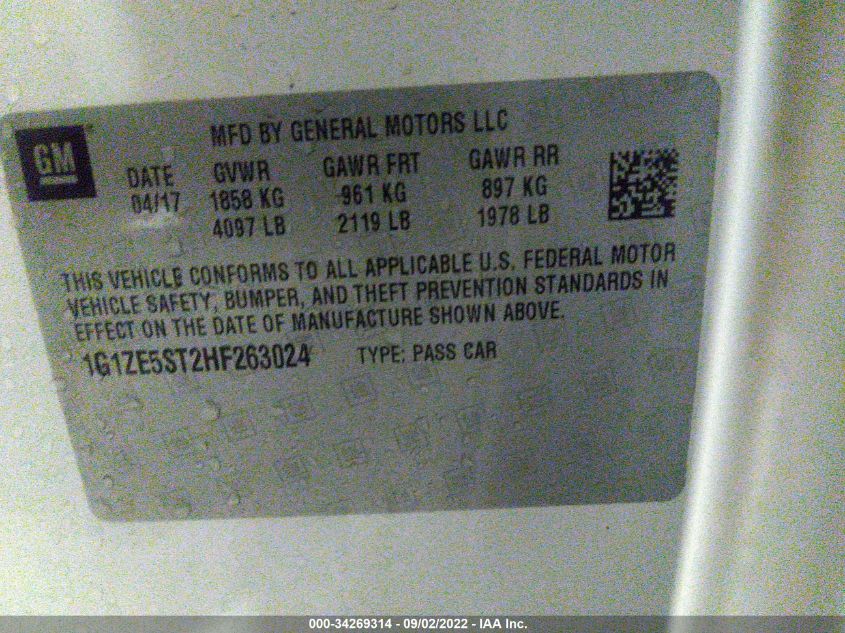 MFD BY GENERAL MOTORS LLC
GM
DATE GVWR GAWR FRT GAWR RR
04/17 1858 KG 961 KG 897 KG
4097 LB 2119 LB 1978 LB
THIS VEHICLE CONFORMS TO ALL APPLICABLE U.S. FEDERAL MOTOR
VEHICLE SAFETY, BUMPER, AND THEFT PREVENTION STANDARDS IN
EFFECT ON THE DATE OF MANUFACTURE SHOWN ABOVE.
1G1ZE5ST2HF263024 TYPE: PASS CAR
000-34269314 - 09/02/2022 - IAA Inc.